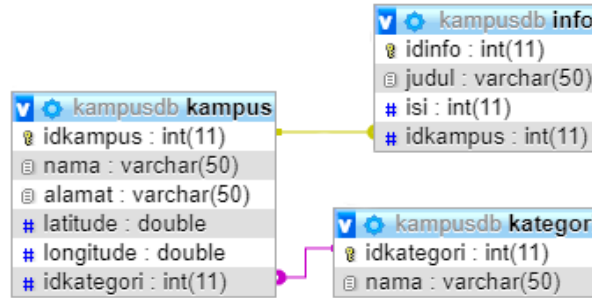 kampusdb info
idinfo : int(11)
judul : varchar(50)
# isi : int(11)
# idkampus : int(11)
kampusdb kampus
idkampus : int(11)
nama : varchar(50)
alamat : varchar(50)
# latitude : double
# longitude : double
# idkategori : int(11)
kampusdb kategor
idkategori : int(11)
nama : varchar(50)